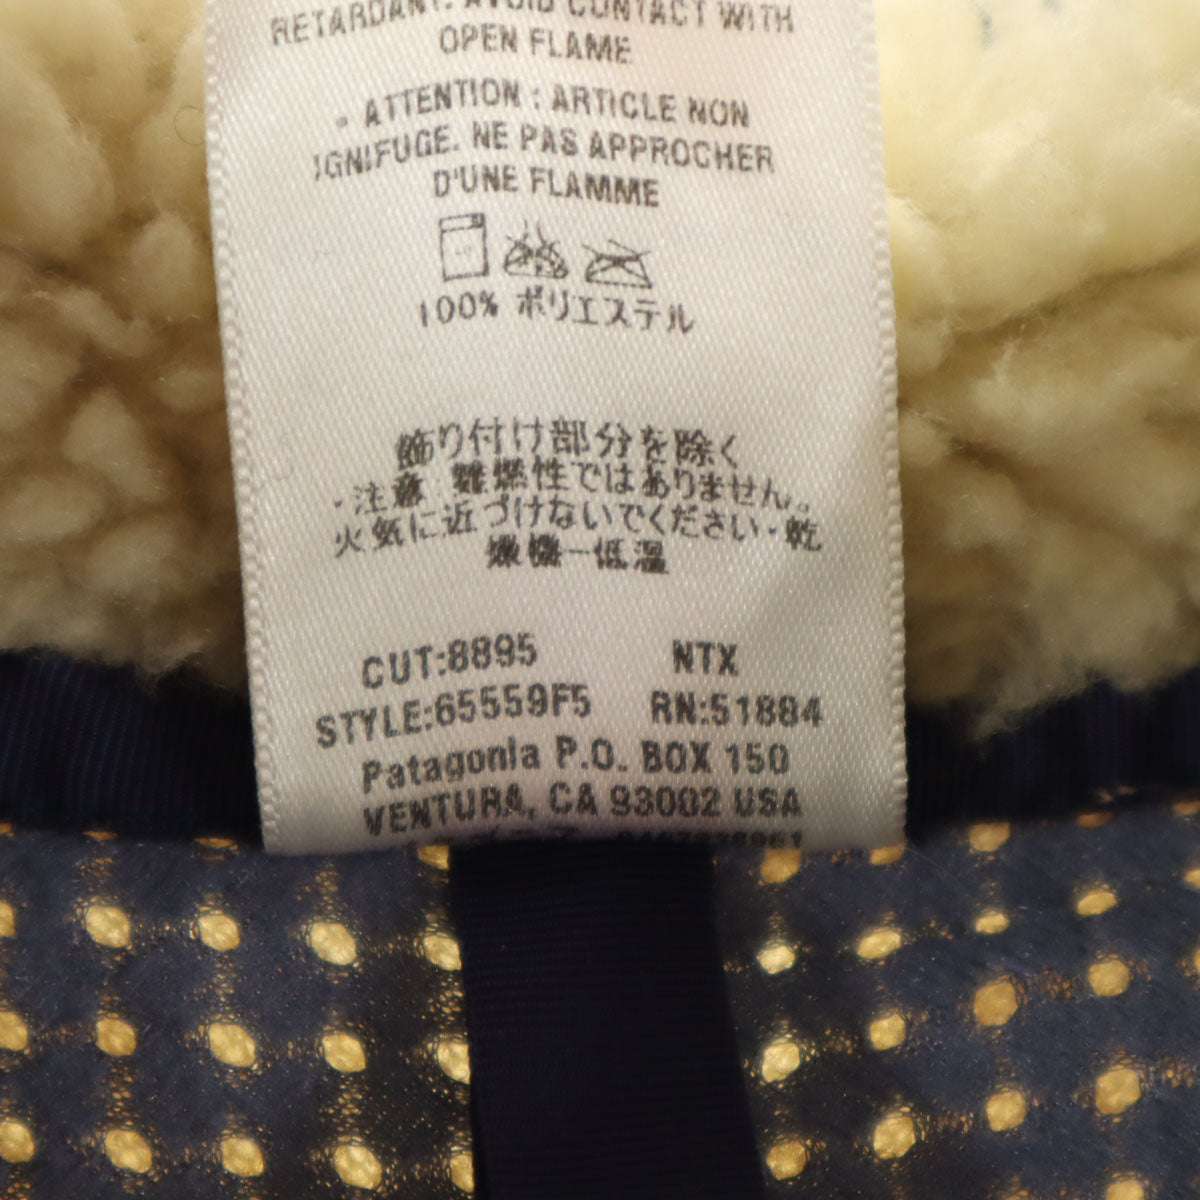 RETARDANT. AVOID CONTACT WITH
OPEN FLAME
• ATTENTION : ARTICLE NON
IGNIFUGE. NE PAS APPROCHER
D'UNE FLAMME
100% ポリエステル
飾り付け部分を除く
・注意 難燃性ではありません。
火気に近づけないでください・乾
燥機ー低温
CUT:8895 NTX
STYLE:65559F5 RN:51884
Patagonia P.O. BOX 150
VENTURA, CA 93002 USA